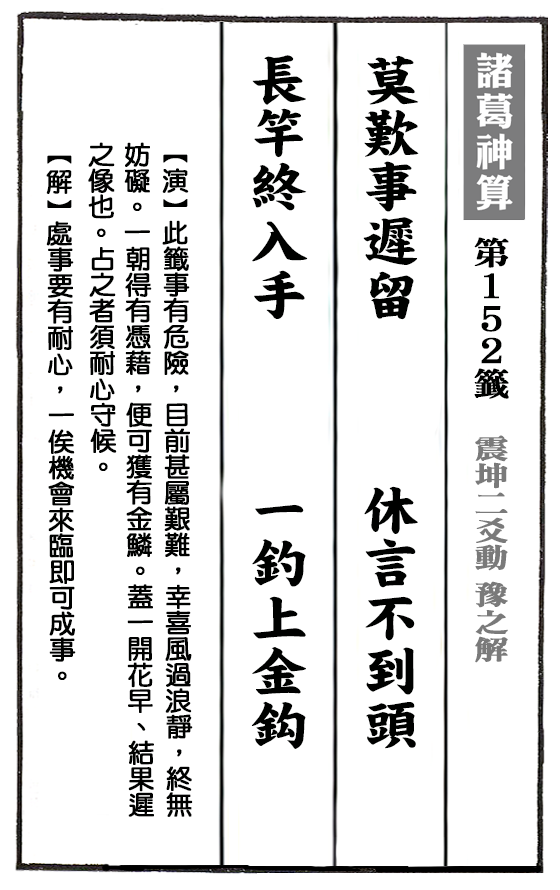 諸葛神算 第152籤 震坤二爻動 豫之解
莫歎事遲留 休言不到頭
長竿終入手 一釣上金鈎
【演】此籤事有危險，目前甚屬艱難，幸喜風過浪靜，終無
妨礙。一朝得有憑藉，便可獲有金鱗。蓋一開花早、結果遲
之像也。占之者須耐心守候。
【解】處事要有耐心，一俟機會來臨即可成事。